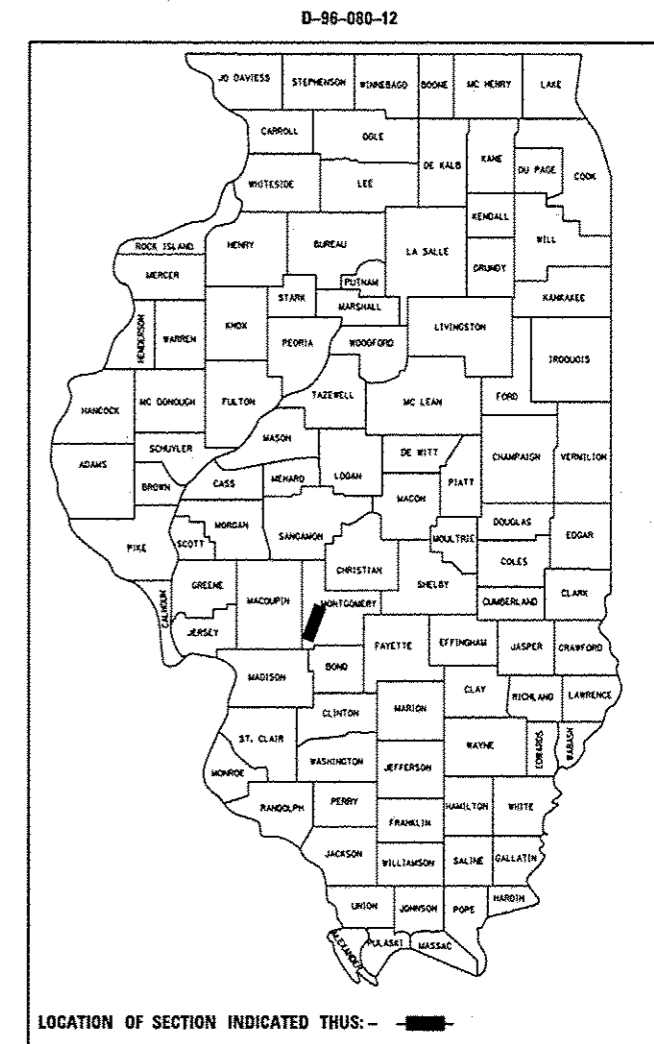 D-96-080-12
JO DAVIESS STEPHENSON WINNEBAGO BOONE MC HENRY LAKE
CARROLL OGLE DE KALB KANE DU PAGE COOK
WHITESIDE LEE
KENDALL WILL
ROCK ISLAND HENRY BUREAU LA SALLE GRUNDY
MERCER PUTNAM KANKAKEE
STARK MARSHALL
HENDERSON WARREN KNOX PEORIA WOODFORD LIVINGSTON IROQUOIS
HANCOCK MC DONOUGH FULTON TAZEWELL MC LEAN FORD
MASON
ADAMS SCHUYLER DE WITT CHAMPAIGN VERMILION
BROWN CASS MENARD LOGAN PIATT
MACON
PIKE SCOTT MORGAN SANGAMON MOULTRIE DOUGLAS EDGAR
CHRISTIAN COLES
CALHOUN GREENE MACOUPIN MONTGOMERY SHELBY CUMBERLAND CLARK
JERSEY FAYETTE EFFINGHAM JASPER CRAWFORD
MADISON BOND
CLAY RICHLAND LAWRENCE
CLINTON MARION
ST. CLAIR WAYNE EDWARDS WABASH
MONROE WASHINGTON JEFFERSON
RANDOLPH PERRY HAMILTON WHITE
FRANKLIN
JACKSON WILLIAMSON SALINE GALLATIN
UNION JOHNSON POPE HARDIN
ALEXANDER PULASKI MASSAC
LOCATION OF SECTION INDICATED THUS: -